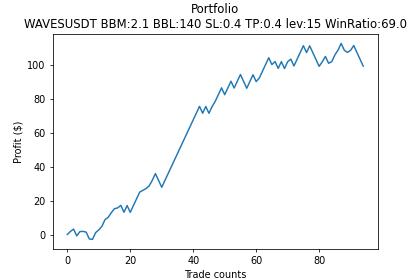 Portfolio
WAVESUSDT BBM:2.1 BBL:140 SL:0.4 TP:0.4 lev:15 WinRatio:69.0
Profit ($)
100
80
60
40
20
0
0 20 40 60 80
Trade counts